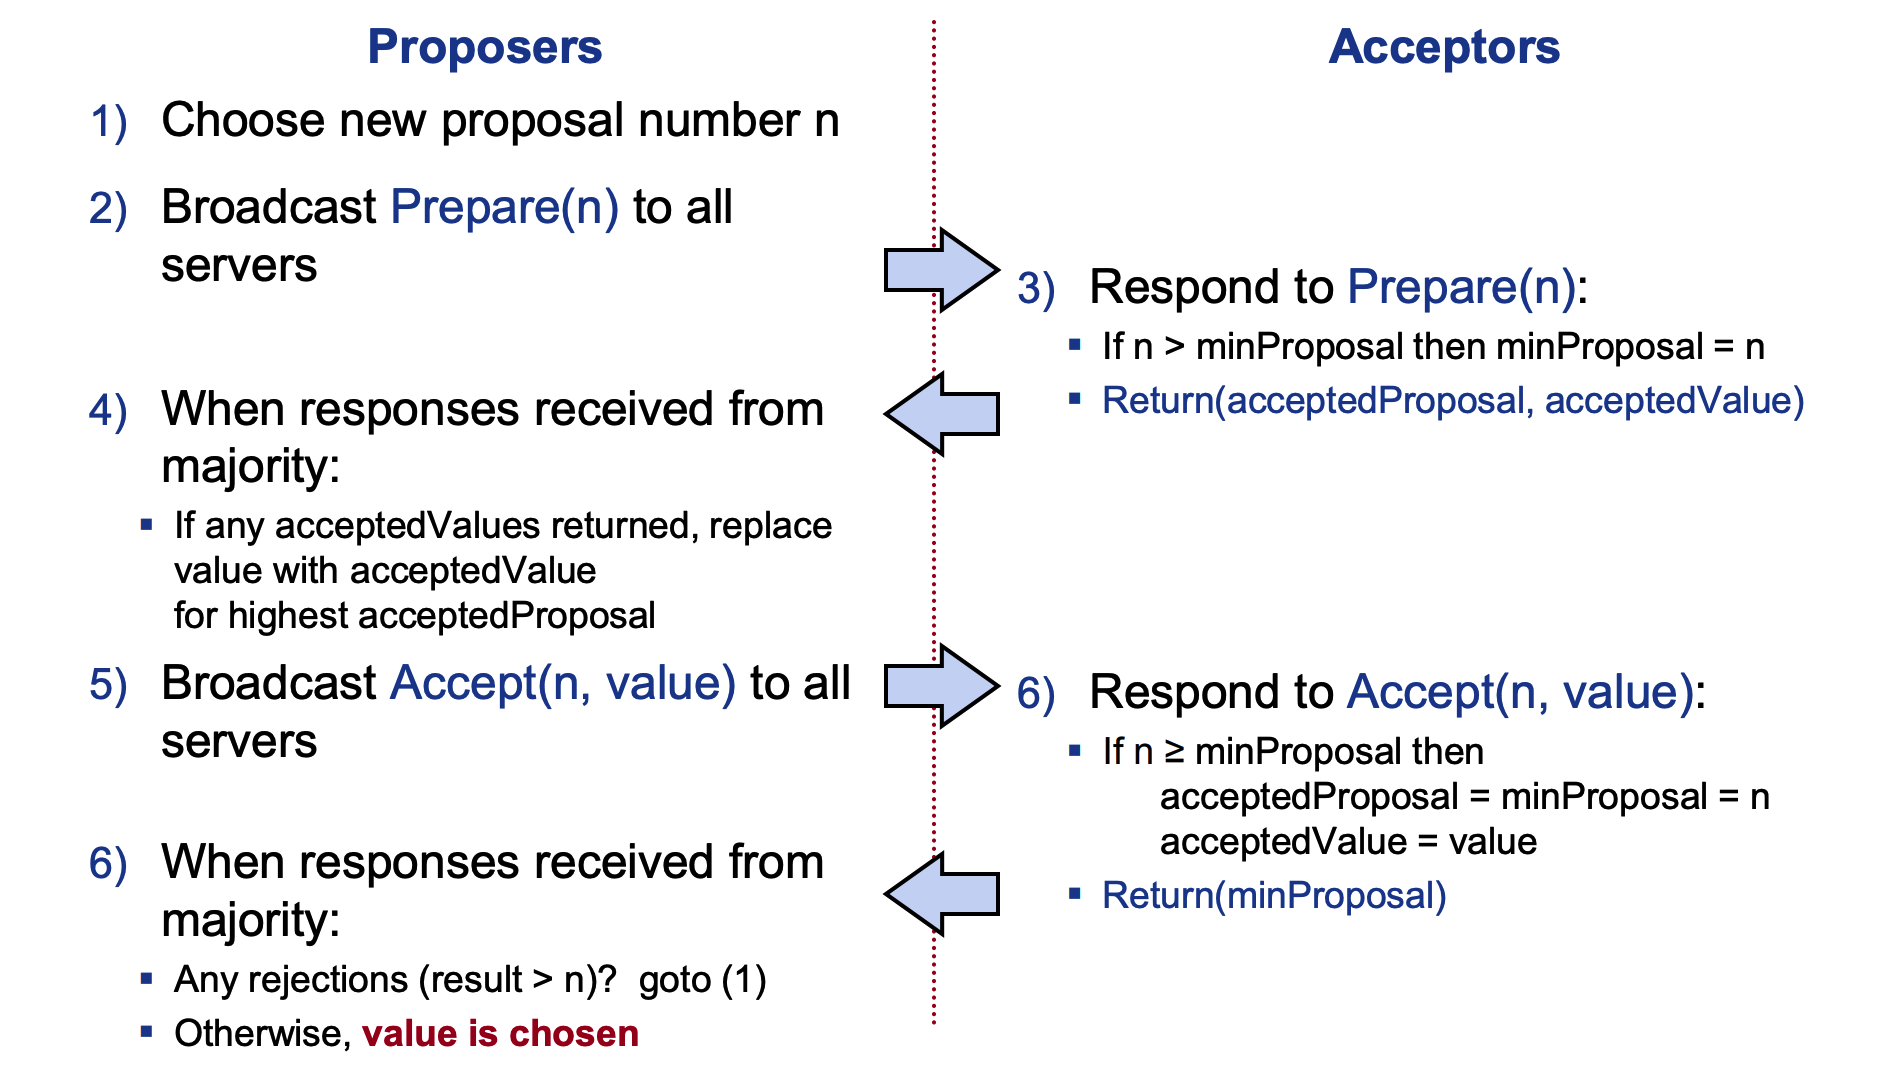 Proposers
1) Choose new proposal number n
2) Broadcast Prepare(n) to all
servers
4) When responses received from
majority:
▪ If any acceptedValues returned, replace
value with acceptedValue
for highest acceptedProposal
5) Broadcast Accept(n, value) to all
servers
6) When responses received from
majority:
▪ Any rejections (result > n)? goto (1)
▪ Otherwise, value is chosen
Acceptors
3) Respond to Prepare(n):
▪ If n > minProposal then minProposal = n
▪ Return(acceptedProposal, acceptedValue)
6) Respond to Accept(n, value):
▪ If n ≥ minProposal then
acceptedProposal = minProposal = n
acceptedValue = value
▪ Return(minProposal)